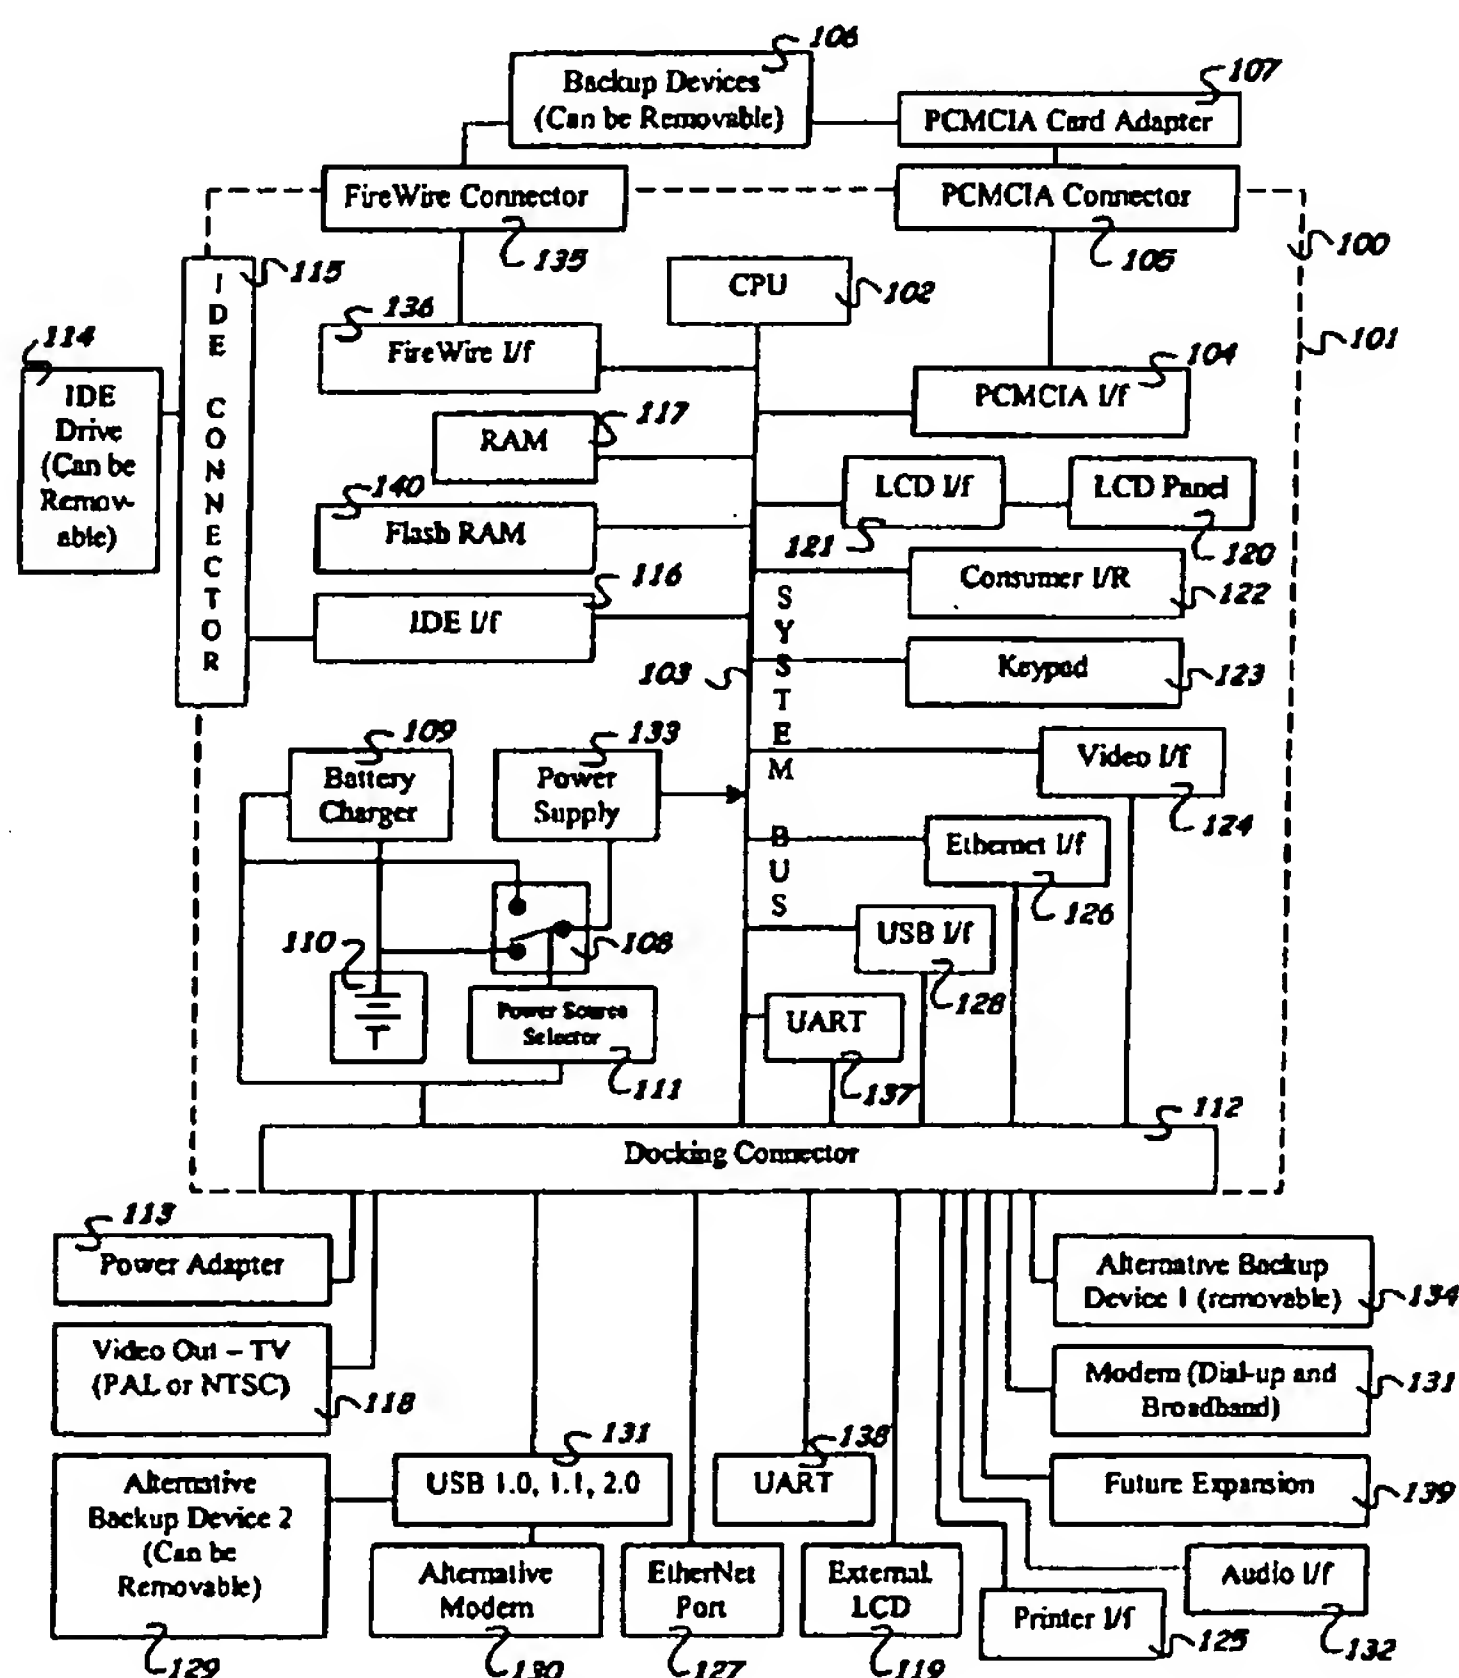 106
Backup Devices
(Can be Removable)
107
PCMCIA Card Adapter
FireWire Connector
135
PCMCIA Connector
105
100
101
115
IDE CONNECTOR
CPU
102
136
FireWire I/f
104
PCMCIA I/f
114
IDE
Drive
(Can be
Remov-
able)
117
RAM
LCD I/f
121
LCD Panel
120
140
Flash RAM
Consumer I/R
122
116
IDE I/f
SYSTEM BUS
103
Keypad
123
109
Battery
Charger
133
Power
Supply
Video I/f
124
Ethernet I/f
126
108
110
USB I/f
128
Power Source
Selector
111
UART
137
112
Docking Connector
113
Power Adapter
Alternative Backup
Device 1 (removable)
134
Video Out – TV
(PAL or NTSC)
118
Modem (Dial-up and
Broadband)
131
Alternative
Backup Device 2
(Can be
Removable)
129
131
USB 1.0, 1.1, 2.0
138
UART
Future Expansion
139
Alternative
Modem
130
EtherNet
Port
127
External
LCD
119
Printer I/f
125
Audio I/f
132